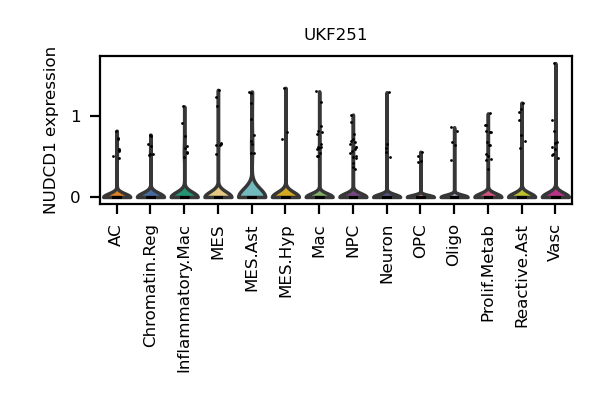 UKF251
NUDCD1 expression
1
0
AC
Chromatin.Reg
Inflammatory.Mac
MES
MES.Ast
MES.Hyp
Mac
NPC
Neuron
OPC
Oligo
Prolif.Metab
Reactive.Ast
Vasc